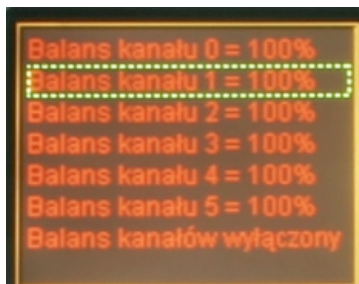 Balans kanału 0 = 100%
Balans kanału 1 = 100%
Balans kanału 2 = 100%
Balans kanału 3 = 100%
Balans kanału 4 = 100%
Balans kanału 5 = 100%
Balans kanałów wyłączony